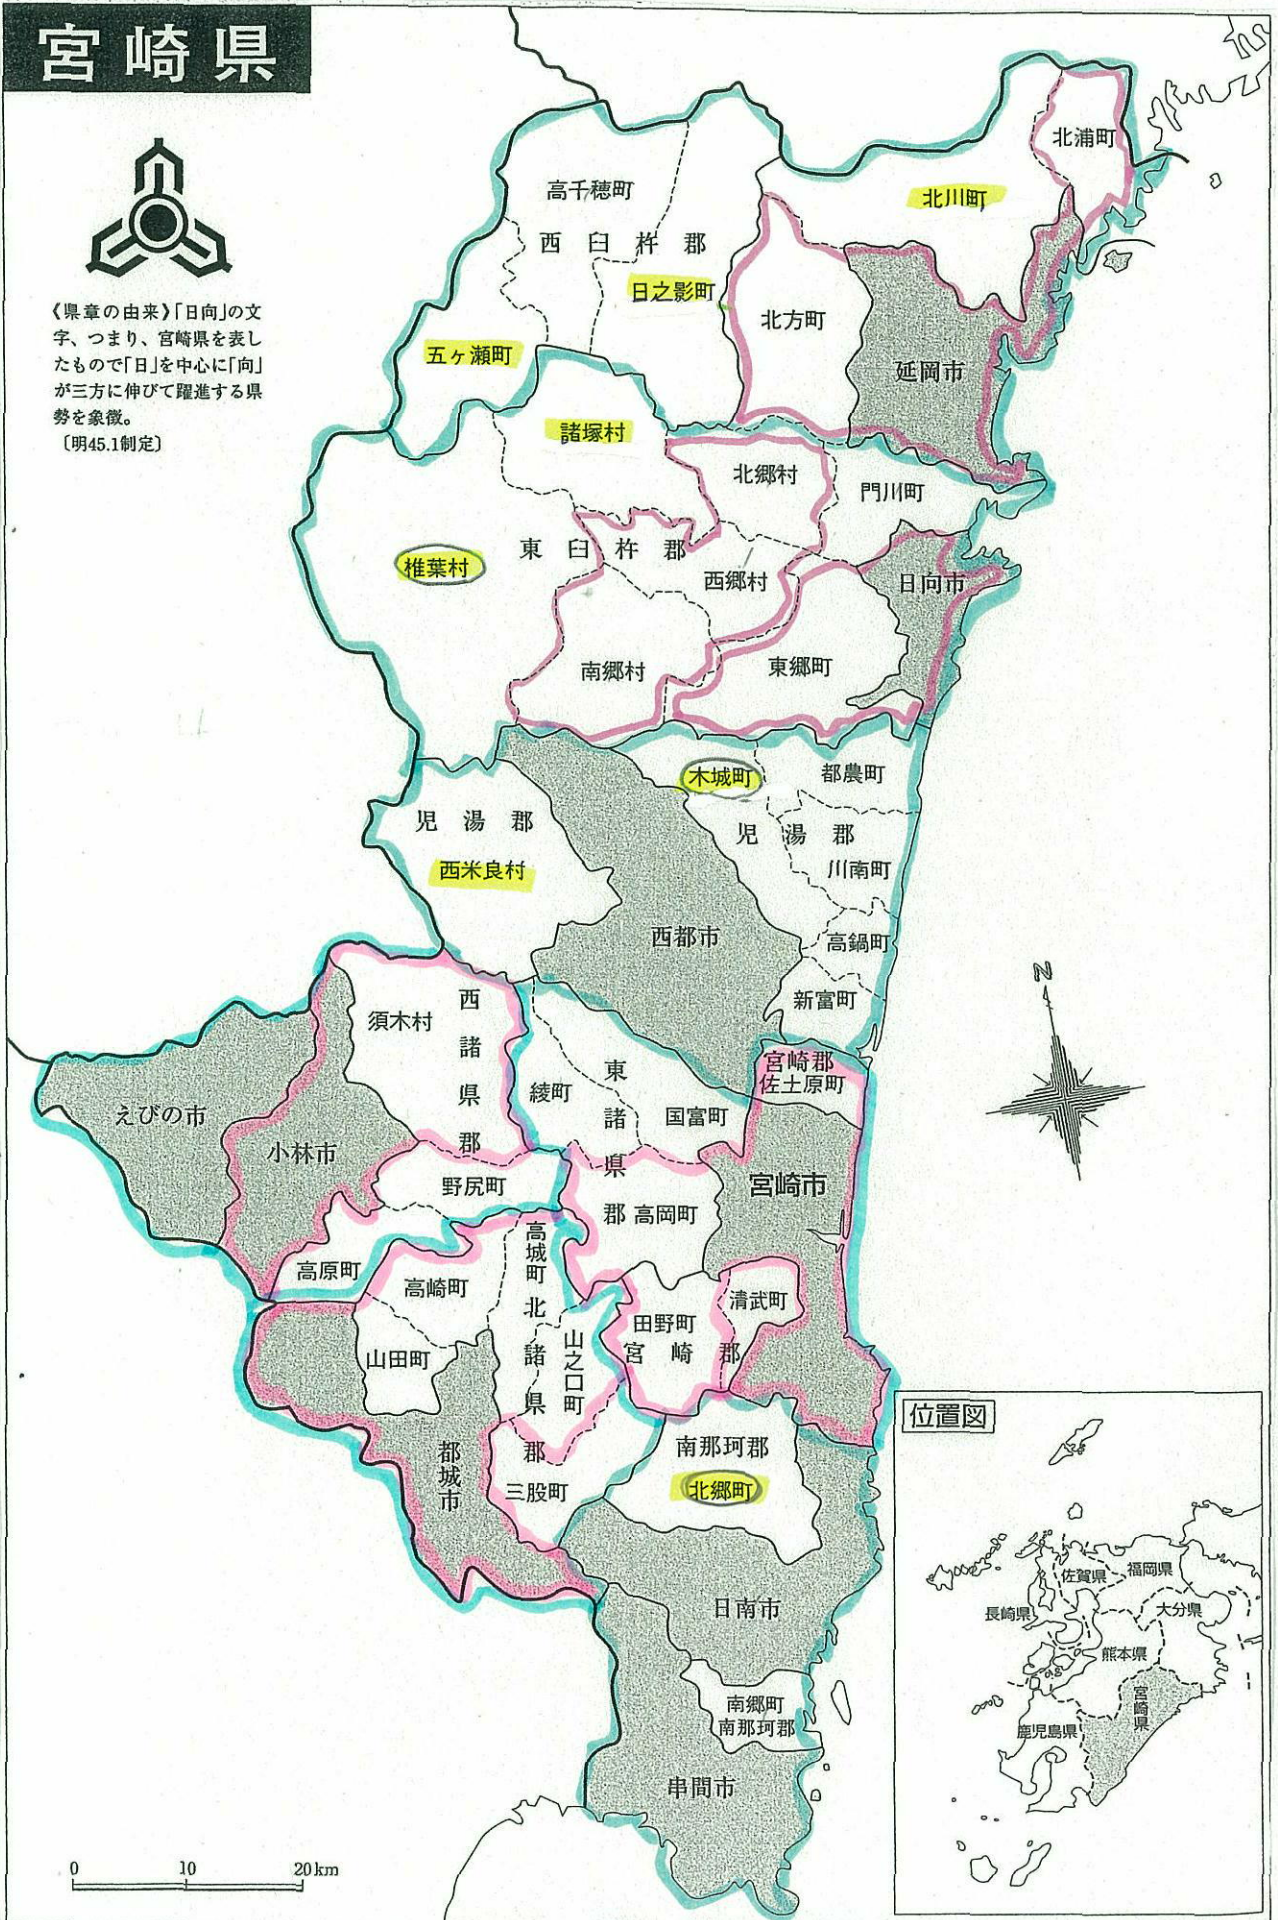 宮崎県
《県章の由来》「日向」の文
字、つまり、宮崎県を表し
たもので「日」を中心に「向」
が三方に伸びて躍進する県
勢を象徴。
〔明45.1制定〕
北浦町
高千穂町
北川町
西臼杵郡
日之影町
北方町
五ヶ瀬町
延岡市
諸塚村
北郷村
門川町
東臼杵郡
椎葉村
西郷村
日向市
南郷村
東郷町
木城町
都農町
児湯郡
児湯郡
西米良村
川南町
西都市
高鍋町
新富町
西諸県郡
須木村
宮崎郡
佐土原町
東諸県郡
綾町
国富町
えびの市
小林市
野尻町
宮崎市
高岡町
高原町
高崎町
高城町
清武町
田野町
宮崎郡
北諸県郡
山之口町
山田町
都城市
三股町
南那珂郡
北郷町
日南市
南郷町
南那珂郡
串間市
N
位置図
佐賀県
福岡県
長崎県
大分県
熊本県
宮崎県
鹿児島県
0 10 20km